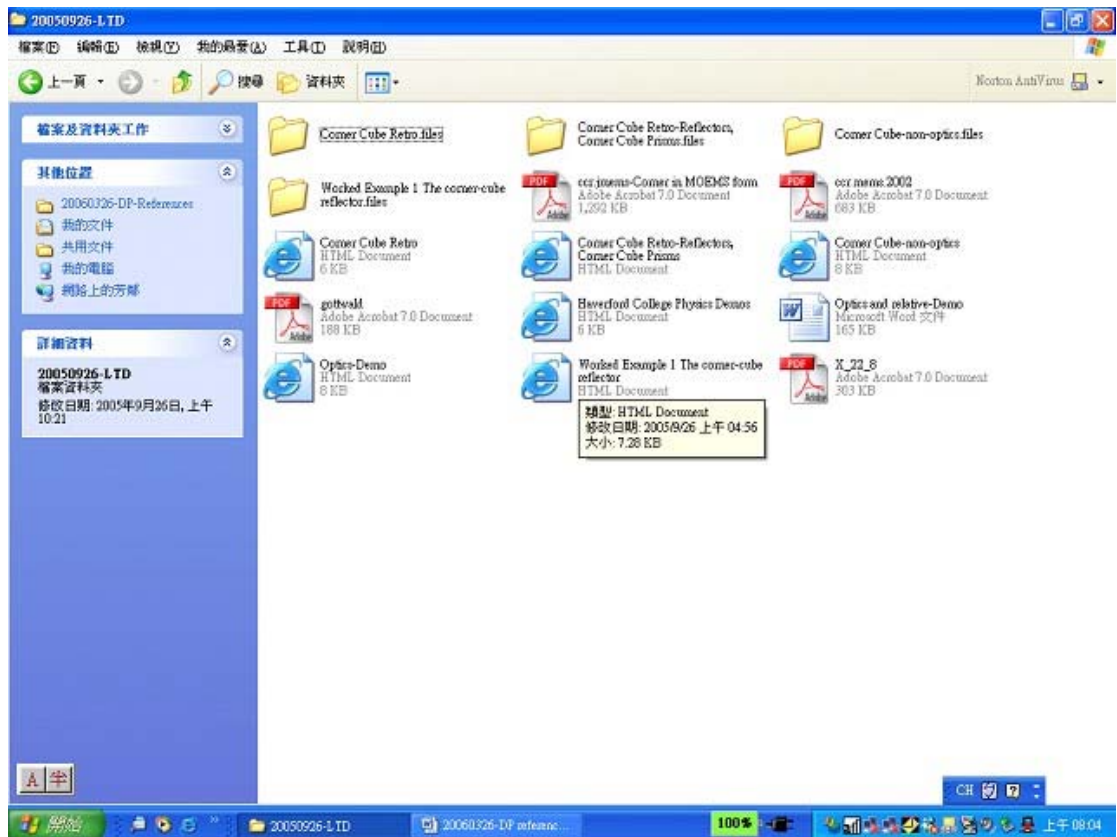 20050926-LTD
檔案(F) 編輯(E) 檢視(V) 我的最愛(A) 工具(T) 說明(H)
上一頁 搜尋 資料夾 Norton AntiVirus
檔案及資料夾工作
其他位置
20060326-DP-References
我的文件
共用文件
我的電腦
網路上的芳鄰
詳細資料
20050926-LTD
檔案資料夾
修改日期: 2005年9月26日, 上午
10:21
Corner Cube Retro.files
Corner Cube Retro-Reflectors,
Corner Cube Prisms.files
Corner Cube-non-optics.files
Worked Example 1 The corner-cube
reflector.files
ccr jmems-Corner in MOEMS form
Adobe Acrobat 7.0 Document
1,292 KB
ccr mems 2002
Adobe Acrobat 7.0 Document
683 KB
Corner Cube Retro
HTML Document
6 KB
Corner Cube Retro-Reflectors,
Corner Cube Prisms
HTML Document
Corner Cube-non-optics
HTML Document
8 KB
gottwald
Adobe Acrobat 7.0 Document
188 KB
Haverford College Physics Demos
HTML Document
6 KB
Optics and relative-Demo
Microsoft Word 文件
165 KB
Optics-Demo
HTML Document
8 KB
Worked Example 1 The corner-cube
reflector
HTML Document
X_22_8
Adobe Acrobat 7.0 Document
303 KB
類型: HTML Document
修改日期: 2005/9/26 上午 04:56
大小: 7.28 KB
A 半
CH
開始 20050926-LTD 20060326-DP referenc... 100% 上午 08:04